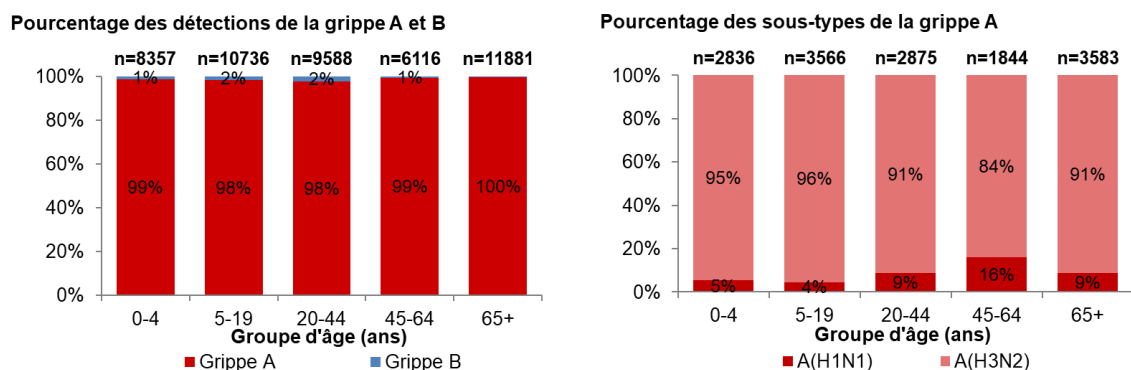 Pourcentage des détections de la grippe A et B
n=8357 n=10736 n=9588 n=6116 n=11881
100%
80%
60%
40%
20%
0%
1% 2% 2% 1%
99% 98% 98% 99% 100%
0-4 5-19 20-44 45-64 65+
Groupe d'âge (ans)
Grippe A Grippe B
Pourcentage des sous-types de la grippe A
n=2836 n=3566 n=2875 n=1844 n=3583
100%
80%
60%
40%
20%
0%
95% 96% 91% 84% 91%
5% 4% 9% 16% 9%
0-4 5-19 20-44 45-64 65+
Groupe d'âge (ans)
A(H1N1) A(H3N2)